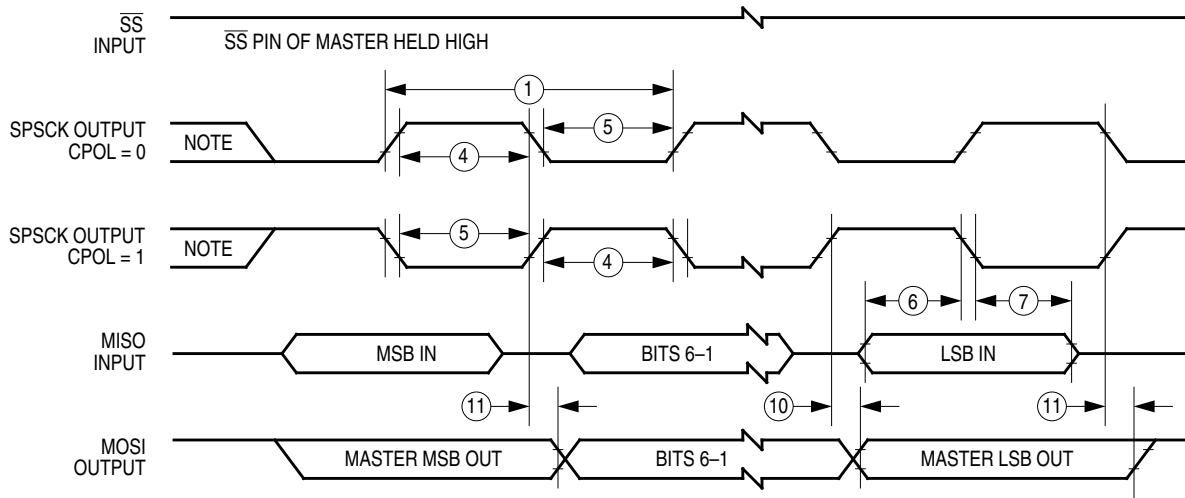 SS
INPUT
SS PIN OF MASTER HELD HIGH
1
SPSCK OUTPUT
CPOL = 0
NOTE
5
4
SPSCK OUTPUT
CPOL = 1
NOTE
5
4
6
7
MISO
INPUT
MSB IN
BITS 6–1
LSB IN
11
10
11
MOSI
OUTPUT
MASTER MSB OUT
BITS 6–1
MASTER LSB OUT